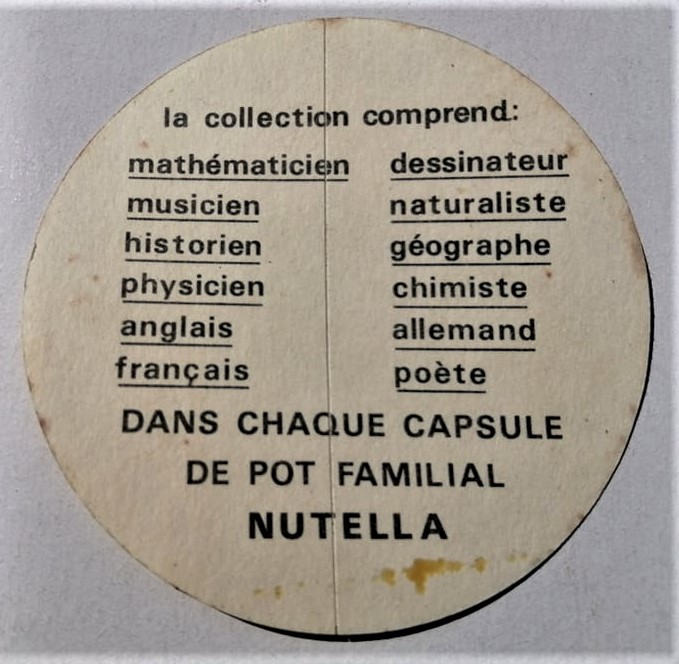 la collection comprend:
mathématicien dessinateur
musicien naturaliste
historien géographe
physicien chimiste
anglais allemand
français poète
DANS CHAQUE CAPSULE
DE POT FAMILIAL
NUTELLA